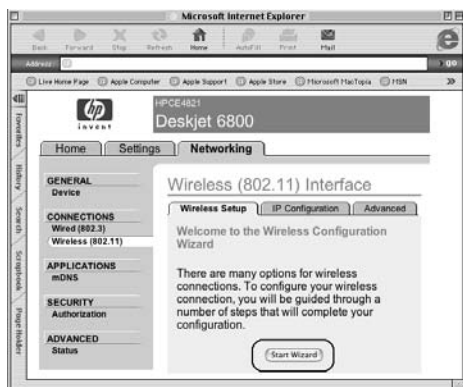 Microsoft Internet Explorer
Back Forward Stop Refresh Home AutoFill Print Mail
Address go
Live Home Page Apple Computer Apple Support Apple Store Microsoft MacTopia MSN
Favorites
History
Search
Scrapbook
Page Holder
hp
invent
HPCE4821
Deskjet 6800
Home Settings Networking
GENERAL
Device
CONNECTIONS
Wired (802.3)
Wireless (802.11)
APPLICATIONS
mDNS
SECURITY
Authorization
ADVANCED
Status
Wireless (802.11) Interface
Wireless Setup IP Configuration Advanced
Welcome to the Wireless Configuration
Wizard
There are many options for wireless
connections. To configure your wireless
connection, you will be guided through a
number of steps that will complete your
configuration.
Start Wizard